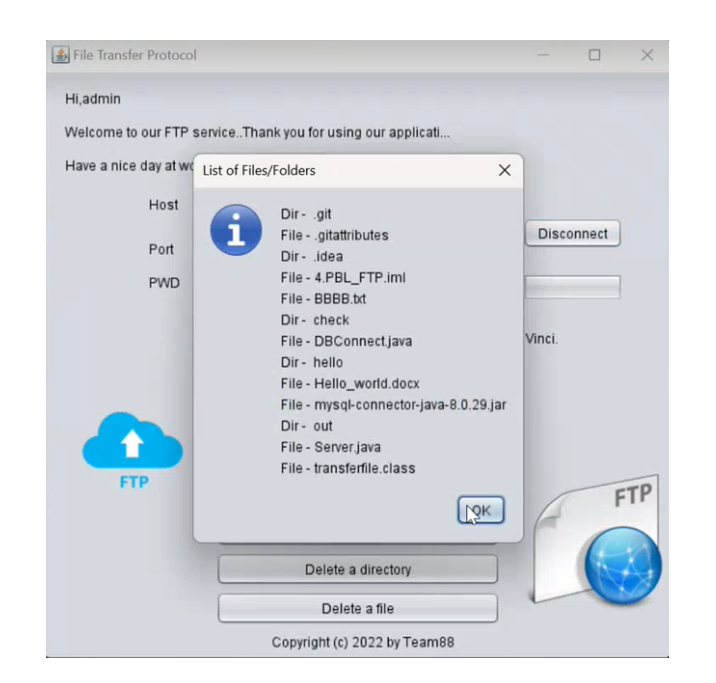 File Transfer Protocol
Hi,admin
Welcome to our FTP service..Thank you for using our applicati...
Have a nice day at
List of Files/Folders
Dir - .git
File - .gitattributes
Dir - .idea
File - 4.PBL_FTP.iml
File - BBBB.txt
Dir - check
File - DBConnect.java
Dir - hello
File - Hello_world.docx
File - mysql-connector-java-8.0.29.jar
Dir - out
File - Server.java
File - transferfile.class
OK
Host
Disconnect
Port
PWD
Vinci.
FTP
FTP
Delete a directory
Delete a file
Copyright (c) 2022 by Team88